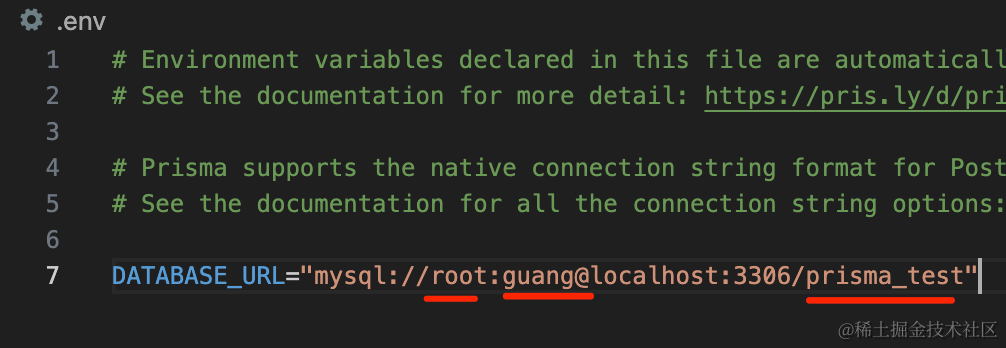 .env
1 # Environment variables declared in this file are automaticall
2 # See the documentation for more detail: https://pris.ly/d/pri
3
4 # Prisma supports the native connection string format for Post
5 # See the documentation for all the connection string options:
6
7 DATABASE_URL="mysql://root:guang@localhost:3306/prisma_test"
@稀土掘金技术社区